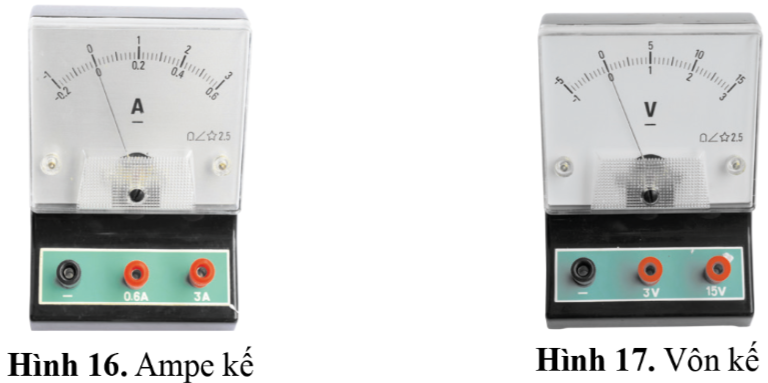 -1 0 1 2 3
-0.2 0 0.2 0.4 0.6
A
2.5
− 0.6A 3A
Hình 16. Ampe kế
-5 0 5 10 15
-1 0 1 2 3
V
2.5
− 3V 15V
Hình 17. Vôn kế